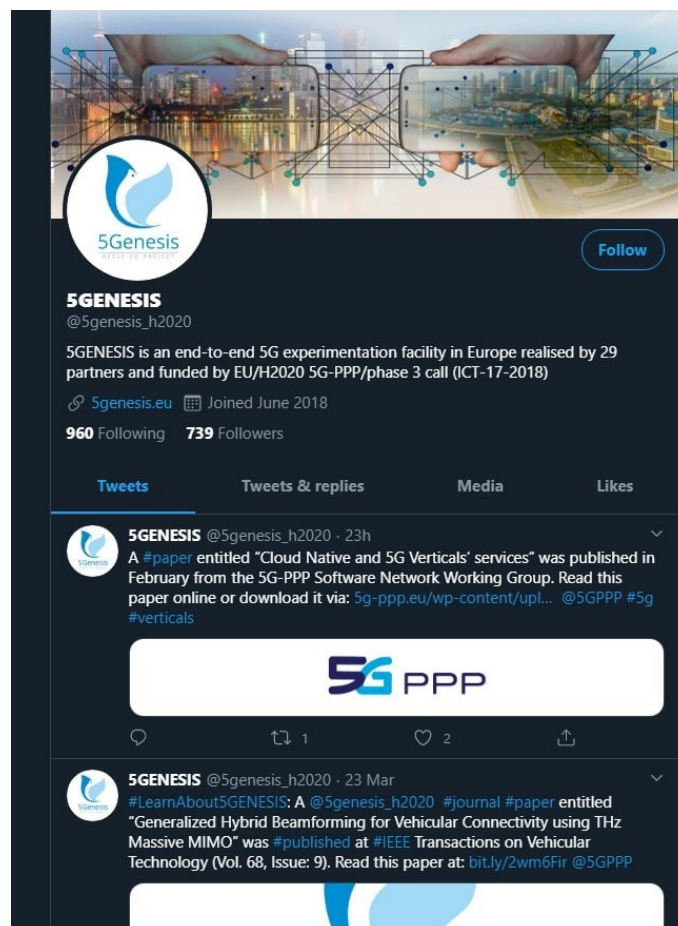 5Genesis
MEDUS EU PROJECT
Follow
5GENESIS
@5genesis_h2020
5GENESIS is an end-to-end 5G experimentation facility in Europe realised by 29
partners and funded by EU/H2020 5G-PPP/phase 3 call (ICT-17-2018)
5genesis.eu Joined June 2018
960 Following 739 Followers
Tweets Tweets & replies Media Likes
5GENESIS @5genesis_h2020 · 23h
A #paper entitled “Cloud Native and 5G Verticals’ services” was published in
February from the 5G-PPP Software Network Working Group. Read this
paper online or download it via: 5g-ppp.eu/wp-content/upl... @5GPPP #5g
#verticals
5Genesis
5G PPP
1 2
5GENESIS @5genesis_h2020 · 23 Mar
#LearnAbout5GENESIS: A @5genesis_h2020 #journal #paper entitled
“Generalized Hybrid Beamforming for Vehicular Connectivity using THz
Massive MIMO” was #published at #IEEE Transactions on Vehicular
Technology (Vol. 68, Issue: 9). Read this paper at: bit.ly/2wm6Fir @5GPPP
5Genesis